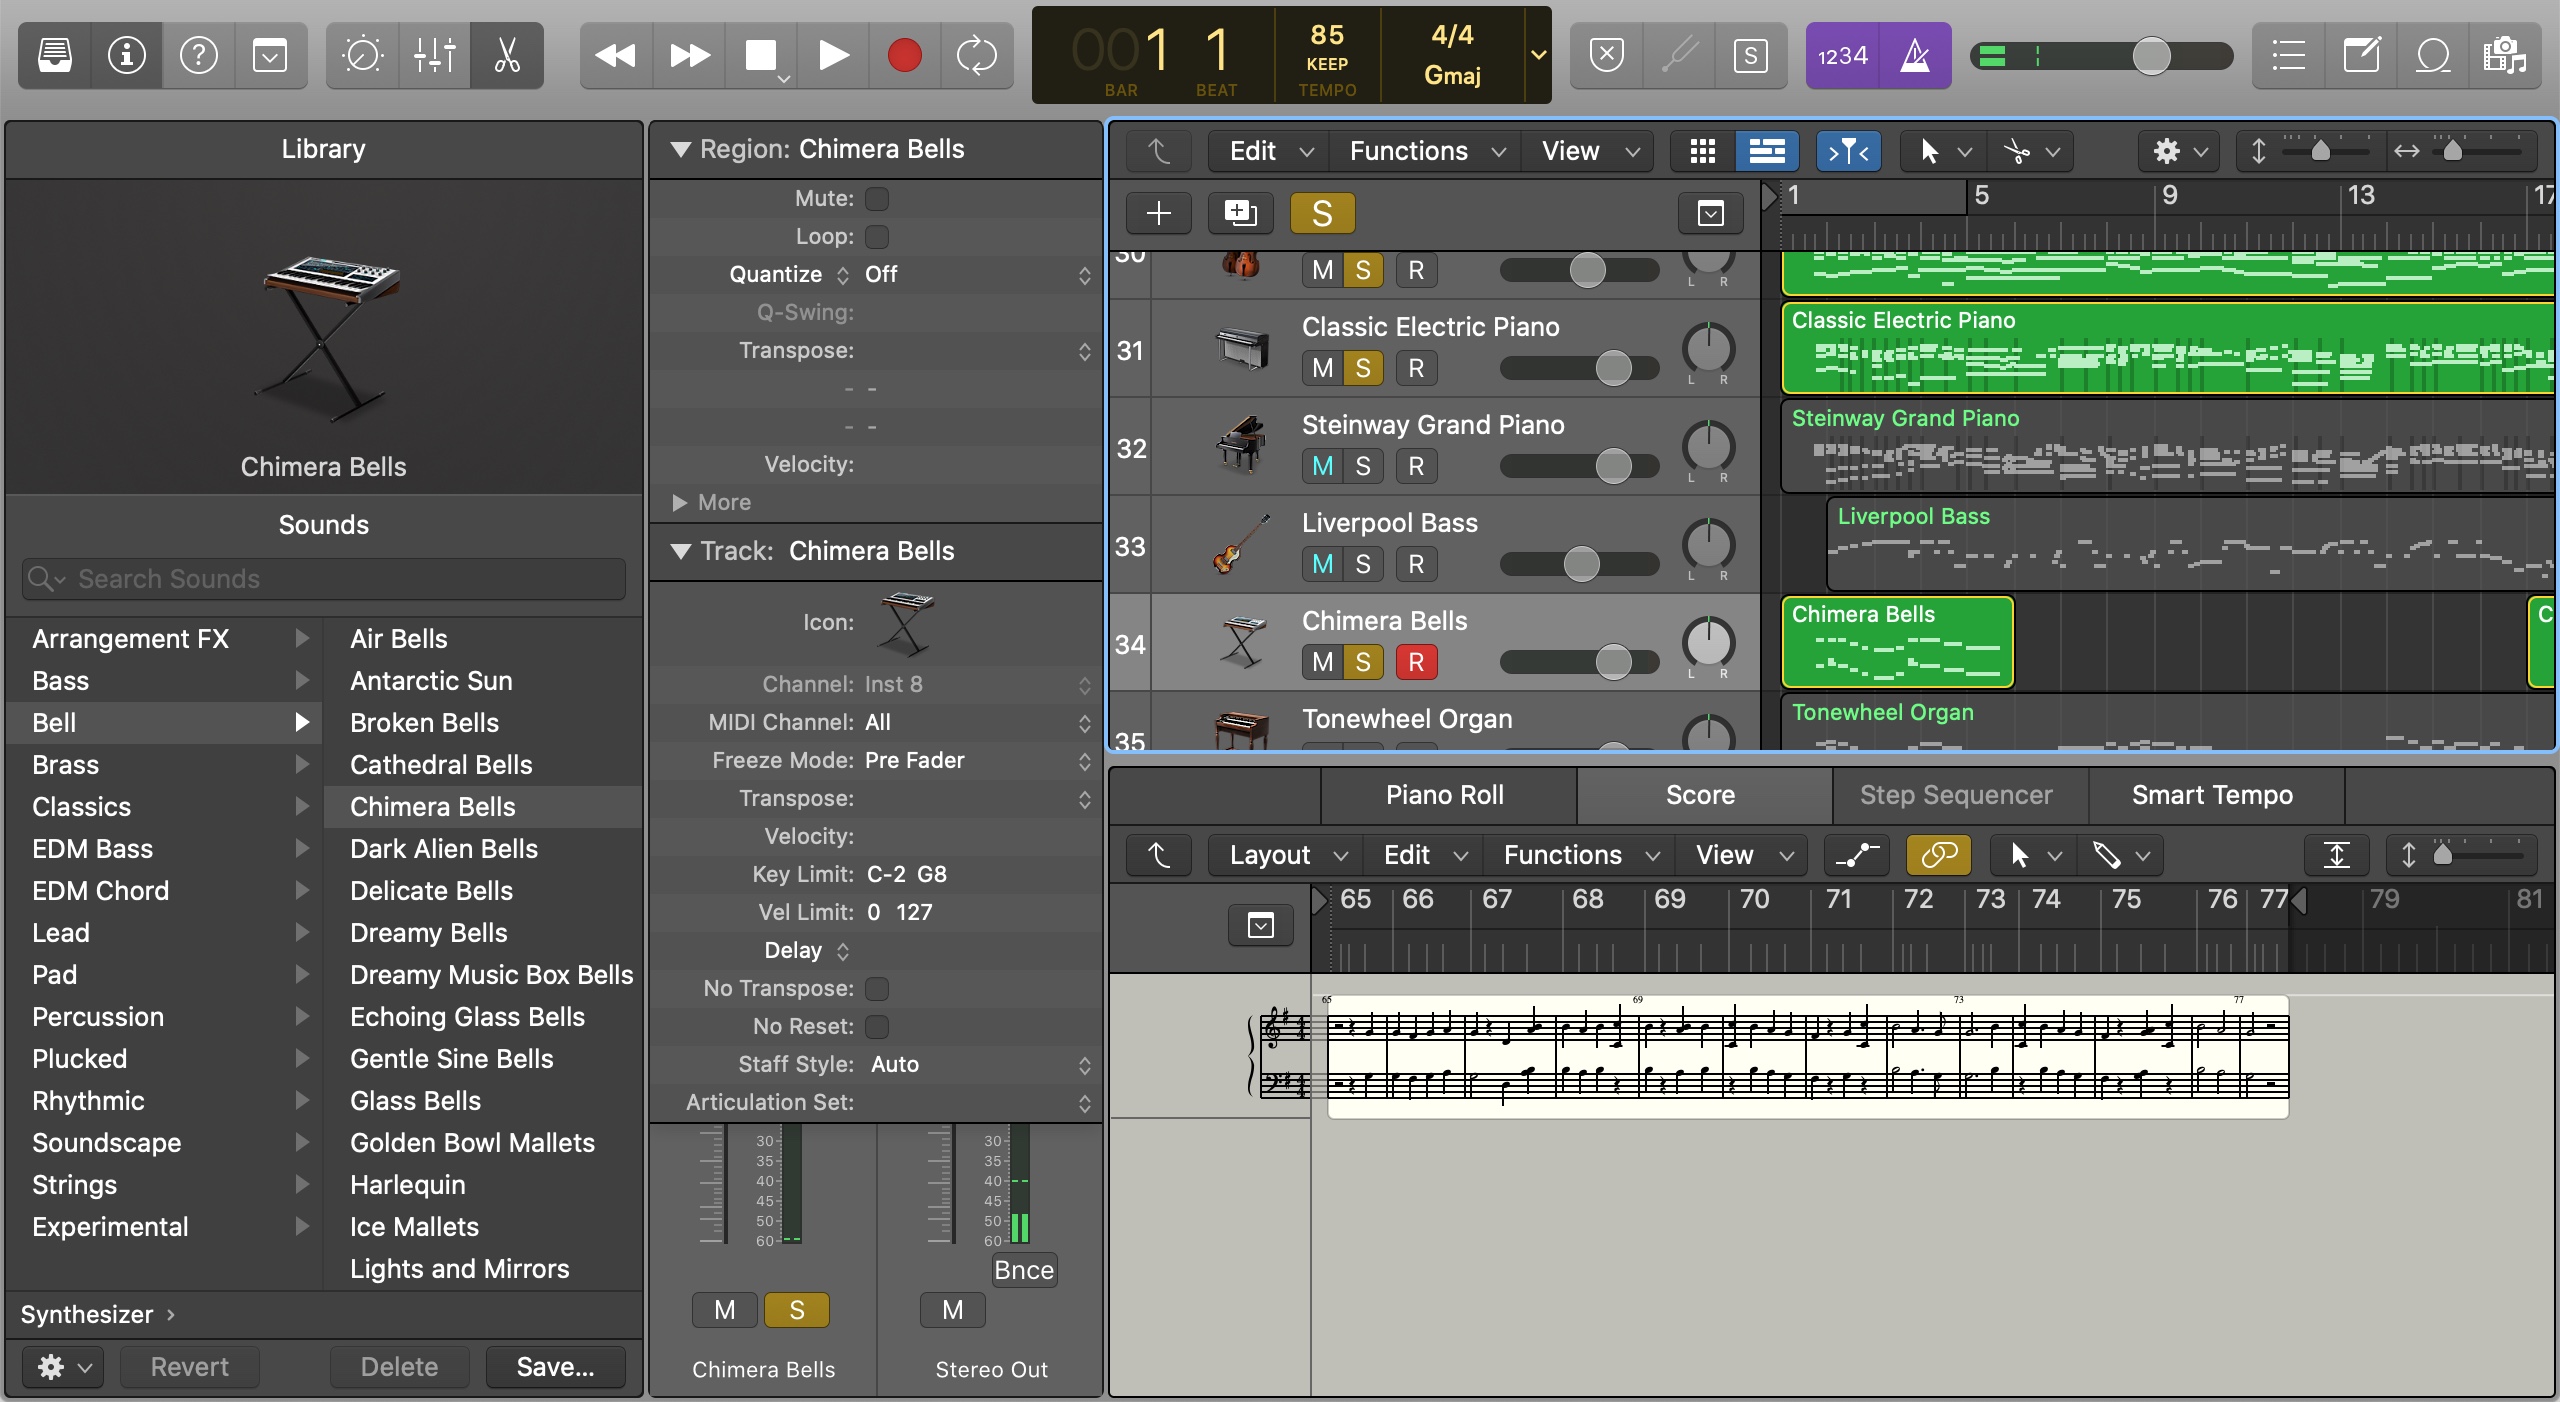 001 1
BAR BEAT
85
KEEP
TEMPO
4/4
Gmaj
S
1234
Library
Chimera Bells
Sounds
Search Sounds
Arrangement FX
Bass
Bell
Brass
Classics
EDM Bass
EDM Chord
Lead
Pad
Percussion
Plucked
Rhythmic
Soundscape
Strings
Experimental
Air Bells
Antarctic Sun
Broken Bells
Cathedral Bells
Chimera Bells
Dark Alien Bells
Delicate Bells
Dreamy Bells
Dreamy Music Box Bells
Echoing Glass Bells
Gentle Sine Bells
Glass Bells
Golden Bowl Mallets
Harlequin
Ice Mallets
Lights and Mirrors
Synthesizer ›
Revert Delete Save...
Region: Chimera Bells
Mute:
Loop:
Quantize Off
Q-Swing:
Transpose:
- -
- -
Velocity:
More
Track: Chimera Bells
Icon:
Channel: Inst 8
MIDI Channel: All
Freeze Mode: Pre Fader
Transpose:
Velocity:
Key Limit: C-2 G8
Vel Limit: 0 127
Delay
No Transpose:
No Reset:
Staff Style: Auto
Articulation Set:
30 30
35 35
40 40
45 45
50 50
60 60
Bnce
M S M
Chimera Bells Stereo Out
Edit Functions View
S
1 5 9 13 17
30
M S R
L R
31 Classic Electric Piano
M S R
L R
Classic Electric Piano
32 Steinway Grand Piano
M S R
L R
Steinway Grand Piano
33 Liverpool Bass
M S R
L R
Liverpool Bass
34 Chimera Bells
M S R
L R
Chimera Bells
C
35 Tonewheel Organ
Tonewheel Organ
Piano Roll Score Step Sequencer Smart Tempo
Layout Edit Functions View
65 66 67 68 69 70 71 72 73 74 75 76 77 79 81
65 69 73 77